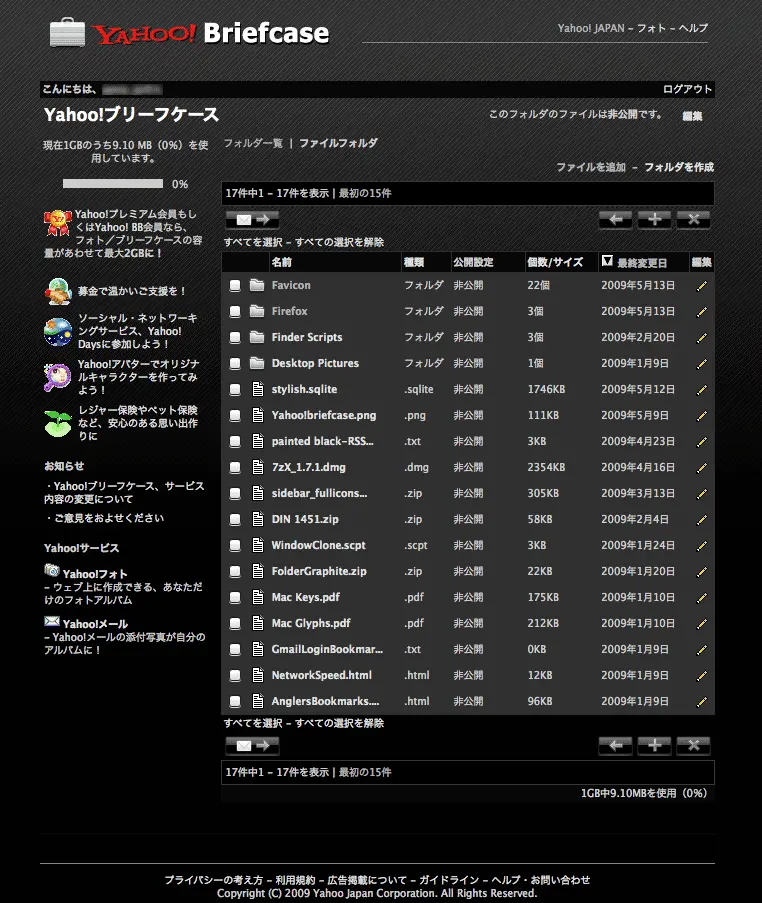 YAHOO! Briefcase
Yahoo! JAPAN – フォト – ヘルプ
こんにちは、
ログアウト
Yahoo!ブリーフケース
このフォルダのファイルは非公開です。 編集
現在1GBのうち9.10 MB（0%）を使
用しています。
0%
Yahoo!プレミアム会員もし
くはYahoo! BB会員なら、
フォト／ブリーフケースの容
量があわせて最大2GBに！
募金で温かいご支援を！
ソーシャル・ネットワーキ
ングサービス、Yahoo!
Daysに参加しよう！
Yahoo!アバターでオリジナ
ルキャラクターを作ってみ
よう！
レジャー保険やペット保険
など、安心のある思い出作
りに
お知らせ
・Yahoo!ブリーフケース、サービス
内容の変更について
・ご意見をおよせください
Yahoo!サービス
Yahoo!フォト
– ウェブ上に作成できる、あなただ
けのフォトアルバム
Yahoo!メール
– Yahoo!メールの添付写真が自分の
アルバムに！
フォルダ一覧 | ファイルフォルダ
ファイルを追加 – フォルダを作成
17件中1 – 17件を表示 | 最初の15件
すべてを選択 – すべての選択を解除
名前 種類 公開設定 個数/サイズ 最終変更日 編集
Favicon フォルダ 非公開 22個 2009年5月13日
Firefox フォルダ 非公開 3個 2009年5月13日
Finder Scripts フォルダ 非公開 3個 2009年2月20日
Desktop Pictures フォルダ 非公開 1個 2009年1月9日
stylish.sqlite .sqlite 非公開 1746KB 2009年5月12日
Yahoo!briefcase.png .png 非公開 111KB 2009年5月9日
painted black-RSS... .txt 非公開 3KB 2009年4月23日
7zX_1.7.1.dmg .dmg 非公開 2354KB 2009年4月16日
sidebar_fullicons... .zip 非公開 305KB 2009年3月13日
DIN 1451.zip .zip 非公開 58KB 2009年2月4日
WindowClone.scpt .scpt 非公開 3KB 2009年1月24日
FolderGraphite.zip .zip 非公開 22KB 2009年1月20日
Mac Keys.pdf .pdf 非公開 175KB 2009年1月10日
Mac Glyphs.pdf .pdf 非公開 212KB 2009年1月10日
GmailLoginBookmar... .txt 非公開 0KB 2009年1月9日
NetworkSpeed.html .html 非公開 12KB 2009年1月9日
AnglersBookmarks.... .html 非公開 96KB 2009年1月9日
すべてを選択 – すべての選択を解除
17件中1 – 17件を表示 | 最初の15件
1GB中9.10MBを使用（0%）
プライバシーの考え方 – 利用規約 – 広告掲載について – ガイドライン – ヘルプ・お問い合わせ
Copyright (C) 2009 Yahoo Japan Corporation. All Rights Reserved.